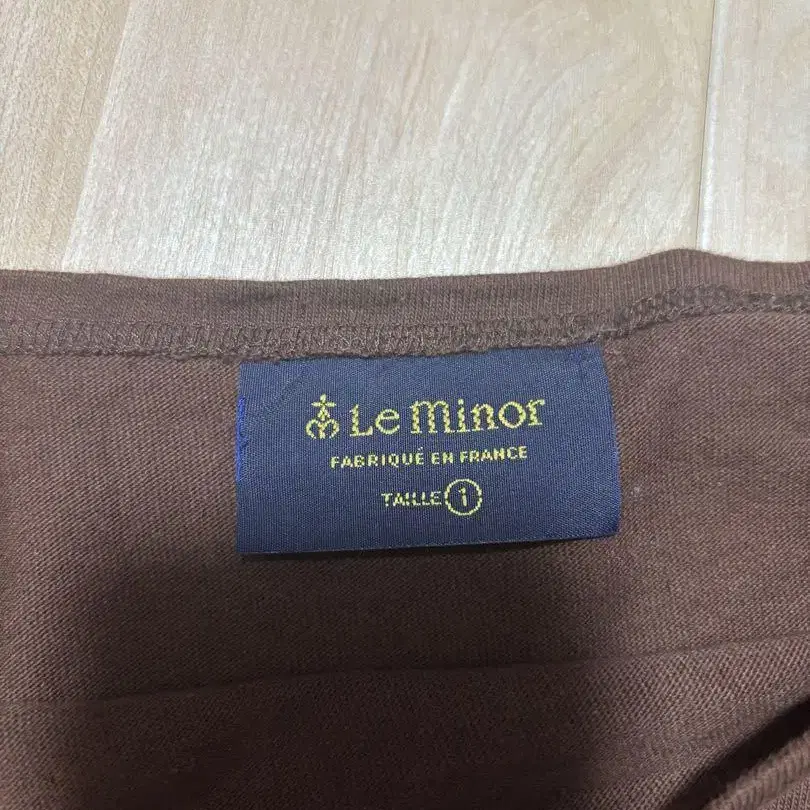 Le Minor
FABRIQUÉ EN FRANCE
TAILLE 1